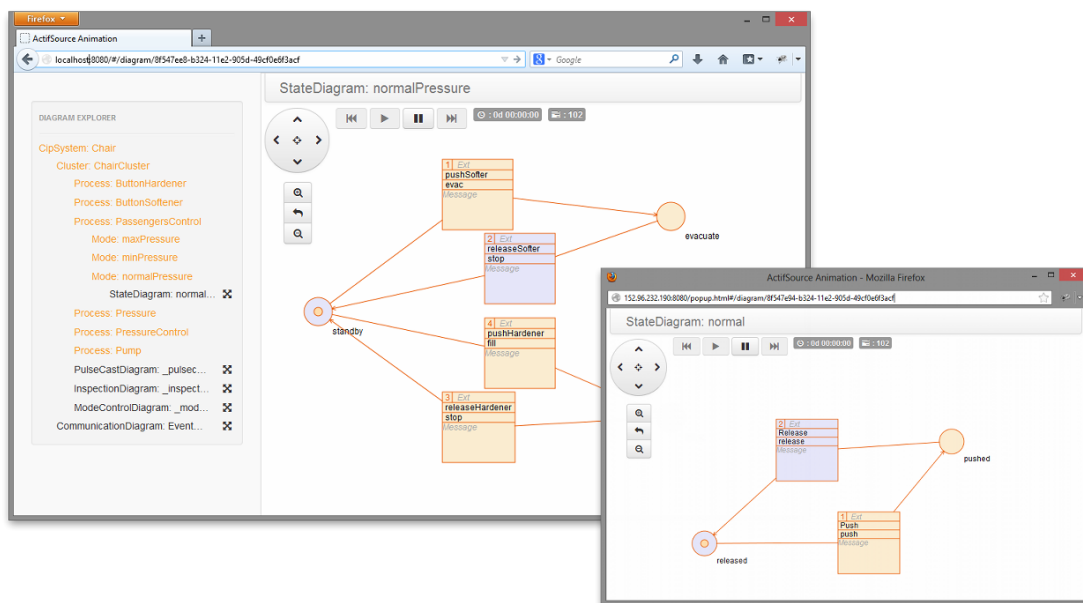 Firefox
ActifSource Animation
localhost:8080/#/diagram/8f547ee8-b324-11e2-905d-49cf0e6f3acf
Google
StateDiagram: normalPressure
: 0d 00:00:00
: 102
DIAGRAM EXPLORER
CipSystem: Chair
Cluster: ChairCluster
Process: ButtonHardener
Process: ButtonSoftener
Process: PassengersControl
Mode: maxPressure
Mode: minPressure
Mode: normalPressure
StateDiagram: normal...
Process: Pressure
Process: PressureControl
Process: Pump
PulseCastDiagram: _pulsec...
InspectionDiagram: _inspect...
ModeControlDiagram: _mod...
CommunicationDiagram: Event...
1 Ext
pushSofter
evac
Message
evacuate
2 Ext
releaseSofter
stop
Message
standby
4 Ext
pushHardener
fill
Message
3 Ext
releaseHardener
stop
Message
ActifSource Animation - Mozilla Firefox
152.96.232.190:8080/popup.html#/diagram/8f547e94-b324-11e2-905d-49cf0e6f3acf
StateDiagram: normal
: 0d 00:00:00
: 102
2 Ext
Release
release
Message
pushed
1 Ext
Push
push
Message
released